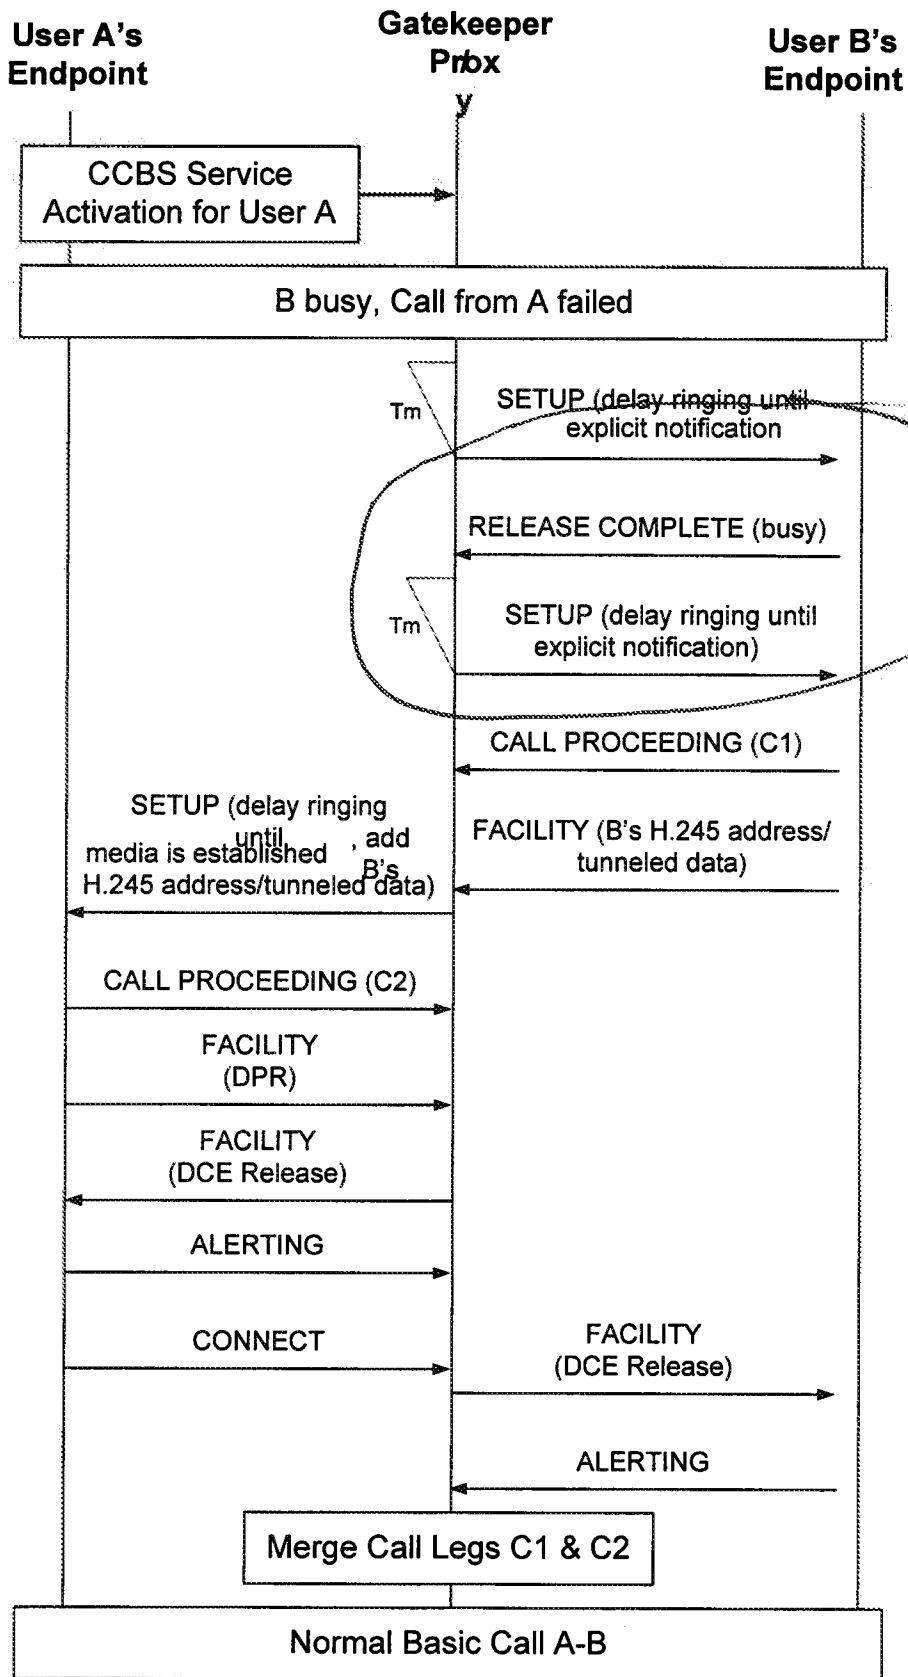 User A's
Endpoint
Gatekeeper
Proxy
User B's
Endpoint
CCBS Service
Activation for User A
B busy, Call from A failed
Tm
SETUP (delay ringing until
explicit notification
RELEASE COMPLETE (busy)
Tm
SETUP (delay ringing until
explicit notification)
CALL PROCEEDING (C1)
SETUP (delay ringing
until
media is established , add
B's
H.245 address/tunneled data)
FACILITY (B's H.245 address/
tunneled data)
CALL PROCEEDING (C2)
FACILITY
(DPR)
FACILITY
(DCE Release)
ALERTING
CONNECT
FACILITY
(DCE Release)
ALERTING
Merge Call Legs C1 & C2
Normal Basic Call A-B